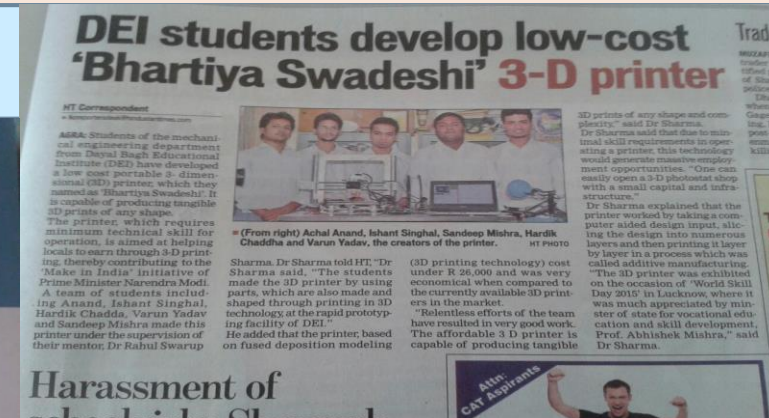 DEI students develop low-cost
'Bhartiya Swadeshi' 3-D printer
HT Correspondent
AGRA: Students of the mechani-
cal engineering department
from Dayal Bagh Educational
Institute (DEI) have developed
a low cost portable 3- dimen-
sional (3D) printer, which they
named as 'Bhartiya Swadeshi'. It
is capable of producing tangible
3D prints of any shape.
The printer, which requires
minimum technical skill for
operation, is aimed at helping
locals to earn through 3D print-
ing, thereby contributing to the
'Make in India' initiative of
Prime Minister Narendra Modi.
A team of students includ-
ing Anand, Ishant Singhal,
Hardik Chadda, Varun Yadav
and Sandeep Mishra made this
printer under the supervision of
their mentor, Dr Rahul Swarup
(From right) Achal Anand, Ishant Singhal, Sandeep Mishra, Hardik
Chaddha and Varun Yadav, the creators of the printer. HT PHOTO
Sharma. Dr Sharma told HT, "Dr
Sharma said, "The students
made the 3D printer by using
parts, which are also made and
shaped through printing in 3D
technology, at the rapid prototyp-
ing facility of DEI."
He added that the printer, based
on fused deposition modeling
(3D printing technology) cost
under R 26,000 and was very
economical when compared to
the currently available 3D print-
ers in the market.
"Relentless efforts of the team
have resulted in very good work.
The affordable 3 D printer is
capable of producing tangible
3D prints of any shape and com-
plexity," said Dr Sharma.
Dr Sharma said that due to min-
imal skill requirements in oper-
ating a printer, this technology
would generate massive employ-
ment opportunities. "One can
easily open a 3-D photostat shop
with a small capital and infra-
structure."
Dr Sharma explained that the
printer worked by taking a com-
puter aided design input, slic-
ing the design into numerous
layers and then printing it layer
by layer in a process which was
called additive manufacturing.
"The 3D printer was exhibited
on the occasion of 'World Skill
Day 2015' in Lucknow, where it
was much appreciated by min-
ister of state for vocational edu-
cation and skill development,
Prof. Abhishek Mishra," said
Dr Sharma.
Trad
Harassment of
Attn:
CAT Aspirants